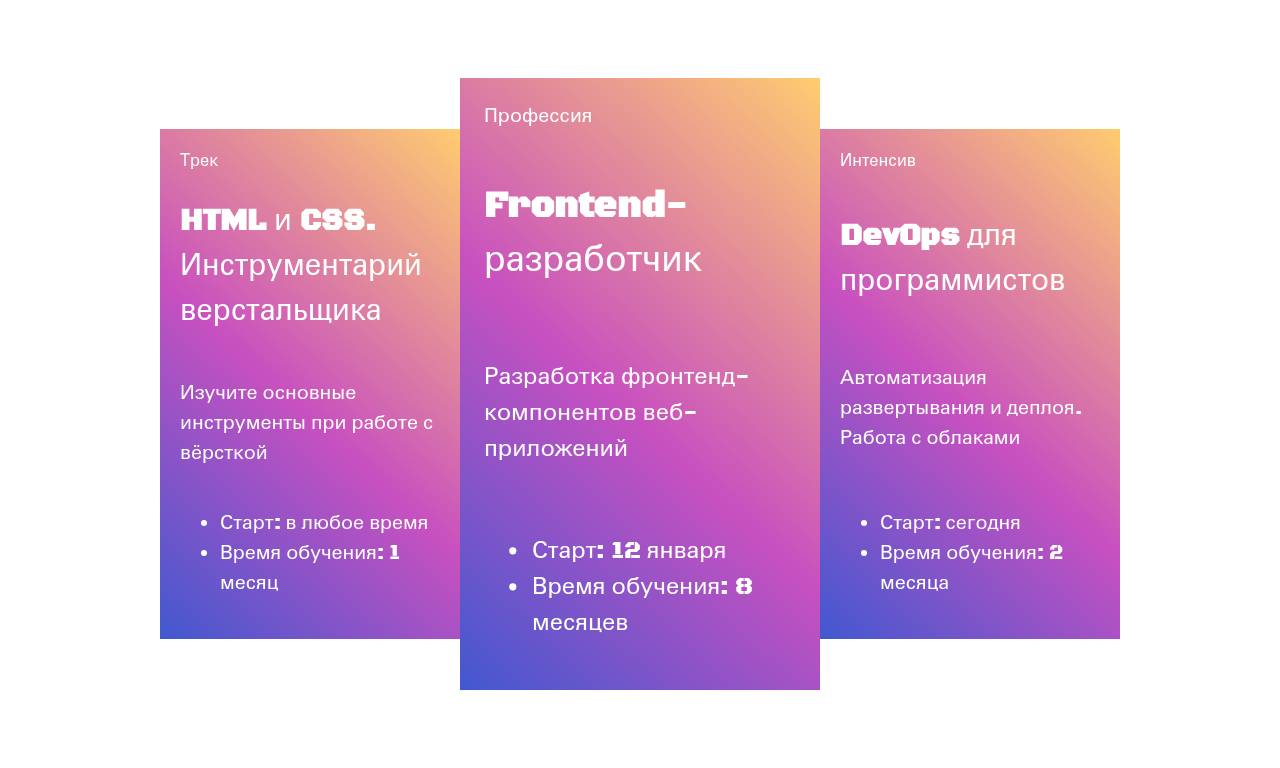 Трек
HTML и CSS.
Инструментарий
верстальщика
Изучите основные
инструменты при работе с
вёрсткой
Старт: в любое время
Время обучения: 1
месяц
Профессия
Frontend-
разработчик
Разработка фронтенд-
компонентов веб-
приложений
Старт: 12 января
Время обучения: 8
месяцев
Интенсив
DevOps для
программистов
Автоматизация
развертывания и деплоя.
Работа с облаками
Старт: сегодня
Время обучения: 2
месяца